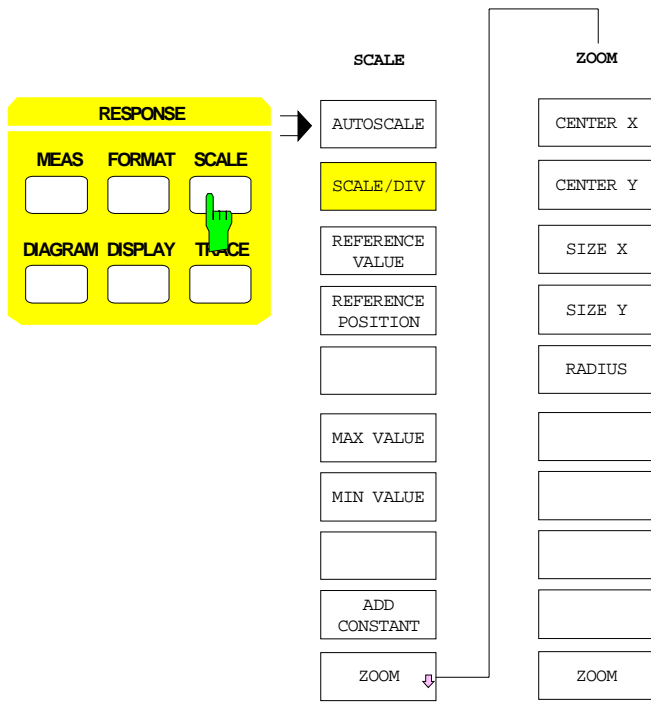 RESPONSE
MEAS FORMAT SCALE
DIAGRAM DISPLAY TRACE
SCALE
AUTOSCALE
SCALE/DIV
REFERENCE
VALUE
REFERENCE
POSITION
MAX VALUE
MIN VALUE
ADD
CONSTANT
ZOOM
ZOOM
CENTER X
CENTER Y
SIZE X
SIZE Y
RADIUS
ZOOM